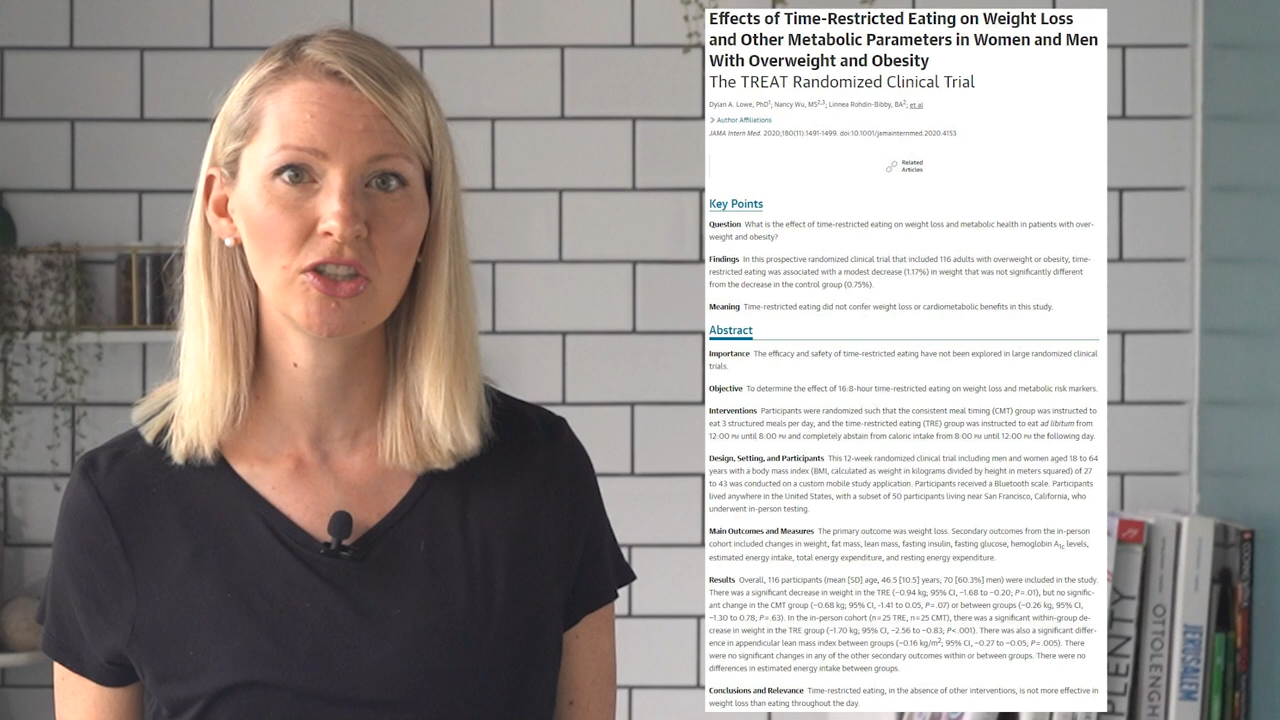 Effects of Time-Restricted Eating on Weight Loss
and Other Metabolic Parameters in Women and Men
With Overweight and Obesity
The TREAT Randomized Clinical Trial
Dylan A. Lowe, PhD1; Nancy Wu, MS2,3; Linnea Rohdin-Bibby, BA2; et al
Author Affiliations
JAMA Intern Med. 2020;180(11):1491-1499. doi:10.1001/jamainternmed.2020.4153
Related
Articles
Key Points
Question What is the effect of time-restricted eating on weight loss and metabolic health in patients with over-
weight and obesity?
Findings In this prospective randomized clinical trial that included 116 adults with overweight or obesity, time-
restricted eating was associated with a modest decrease (1.17%) in weight that was not significantly different
from the decrease in the control group (0.75%).
Meaning Time-restricted eating did not confer weight loss or cardiometabolic benefits in this study.
Abstract
Importance The efficacy and safety of time-restricted eating have not been explored in large randomized clinical
trials.
Objective To determine the effect of 16:8-hour time-restricted eating on weight loss and metabolic risk markers.
Interventions Participants were randomized such that the consistent meal timing (CMT) group was instructed to
eat 3 structured meals per day, and the time-restricted eating (TRE) group was instructed to eat ad libitum from
12:00 PM until 8:00 PM and completely abstain from caloric intake from 8:00 PM until 12:00 PM the following day.
Design, Setting, and Participants This 12-week randomized clinical trial including men and women aged 18 to 64
years with a body mass index (BMI, calculated as weight in kilograms divided by height in meters squared) of 27
to 43 was conducted on a custom mobile study application. Participants received a Bluetooth scale. Participants
lived anywhere in the United States, with a subset of 50 participants living near San Francisco, California, who
underwent in-person testing.
Main Outcomes and Measures The primary outcome was weight loss. Secondary outcomes from the in-person
cohort included changes in weight, fat mass, lean mass, fasting insulin, fasting glucose, hemoglobin A1c levels,
estimated energy intake, total energy expenditure, and resting energy expenditure.
Results Overall, 116 participants (mean [SD] age, 46.5 [10.5] years; 70 [60.3%] men) were included in the study.
There was a significant decrease in weight in the TRE (−0.94 kg; 95% CI, −1.68 to −0.20; P=.01), but no signific-
ant change in the CMT group (−0.68 kg; 95% CI, -1.41 to 0.05, P=.07) or between groups (−0.26 kg; 95% CI,
−1.30 to 0.78; P=.63). In the in-person cohort (n=25 TRE, n=25 CMT), there was a significant within-group de-
crease in weight in the TRE group (−1.70 kg; 95% CI, −2.56 to −0.83; P<.001). There was also a significant differ-
ence in appendicular lean mass index between groups (−0.16 kg/m2; 95% CI, −0.27 to −0.05; P=.005). There
were no significant changes in any of the other secondary outcomes within or between groups. There were no
differences in estimated energy intake between groups.
Conclusions and Relevance Time-restricted eating, in the absence of other interventions, is not more effective in
weight loss than eating throughout the day.
PLENTY
OTTOLENGH
JERUSALEM